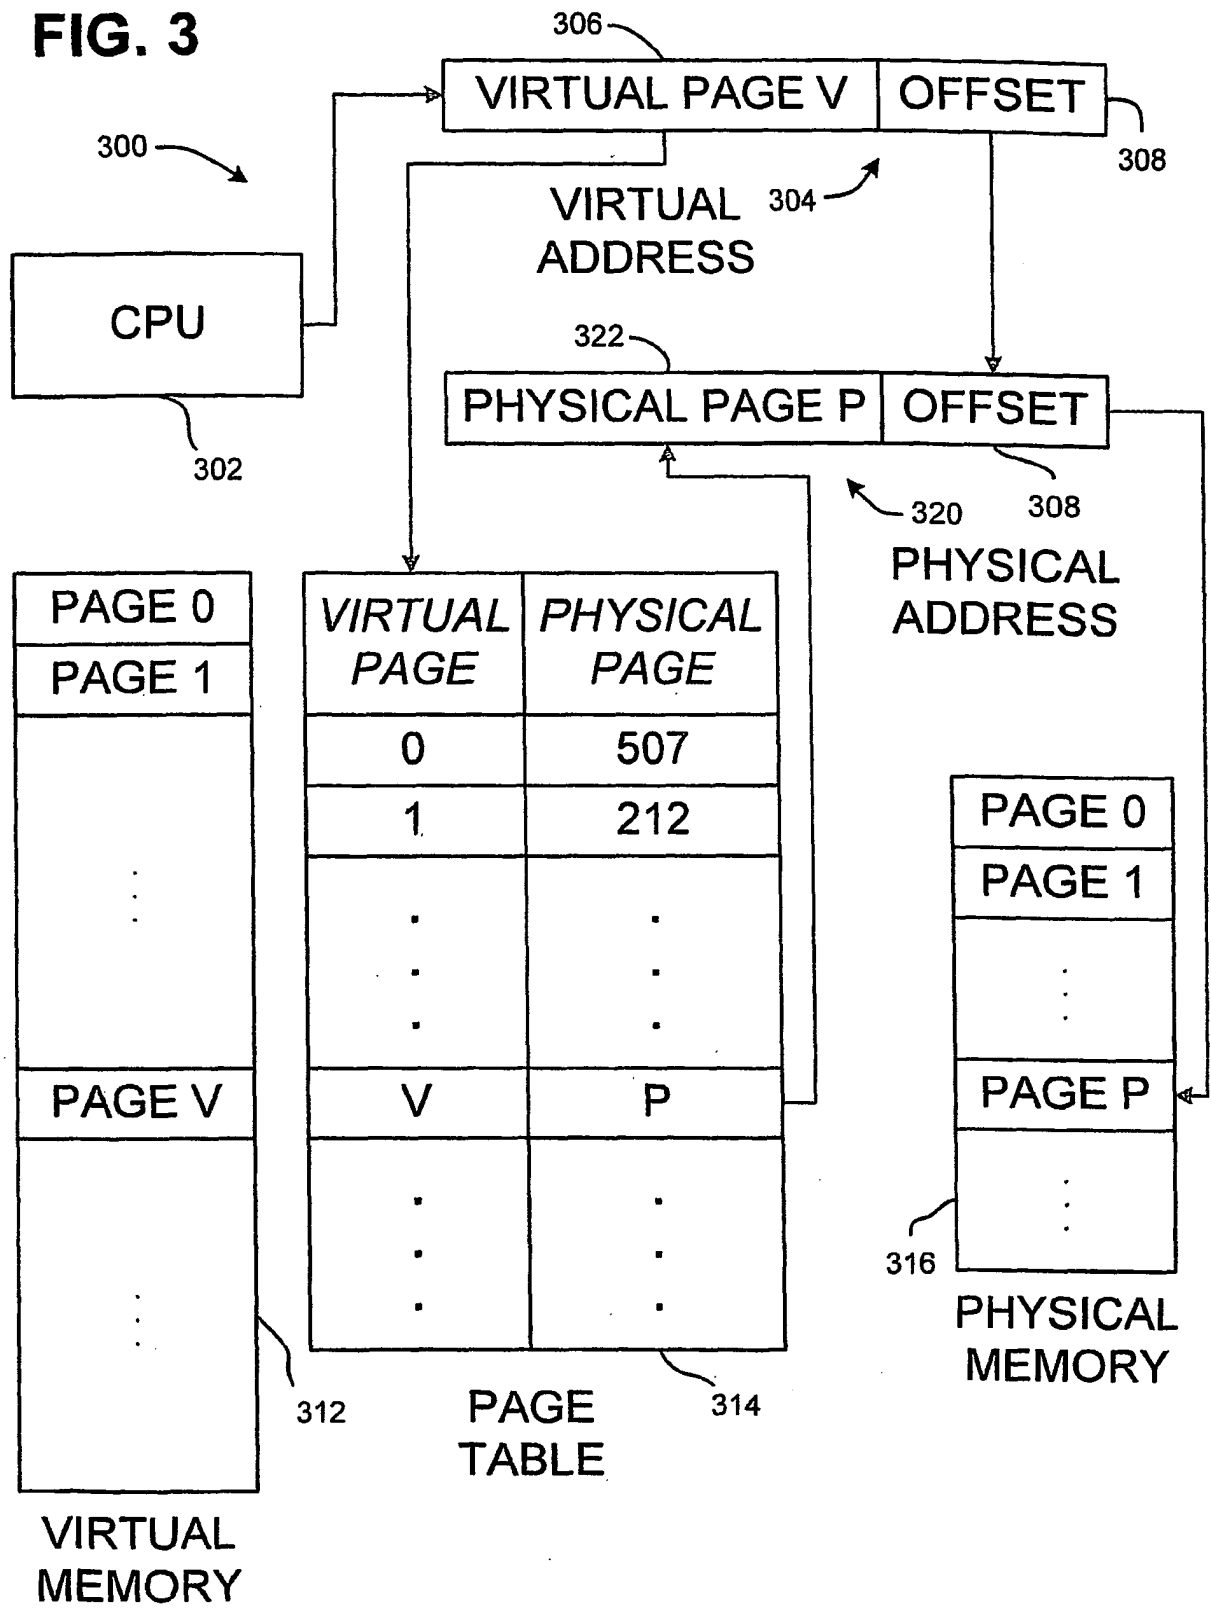 FIG. 3
306
VIRTUAL PAGE V OFFSET
300
308
304
VIRTUAL
ADDRESS
CPU
302
322
PHYSICAL PAGE P OFFSET
308
320
PHYSICAL
ADDRESS
PAGE 0
PAGE 1
PAGE V
312
VIRTUAL
MEMORY
VIRTUAL PAGE PHYSICAL PAGE
0 507
1 212
V P
314
PAGE
TABLE
PAGE 0
PAGE 1
PAGE P
316
PHYSICAL
MEMORY